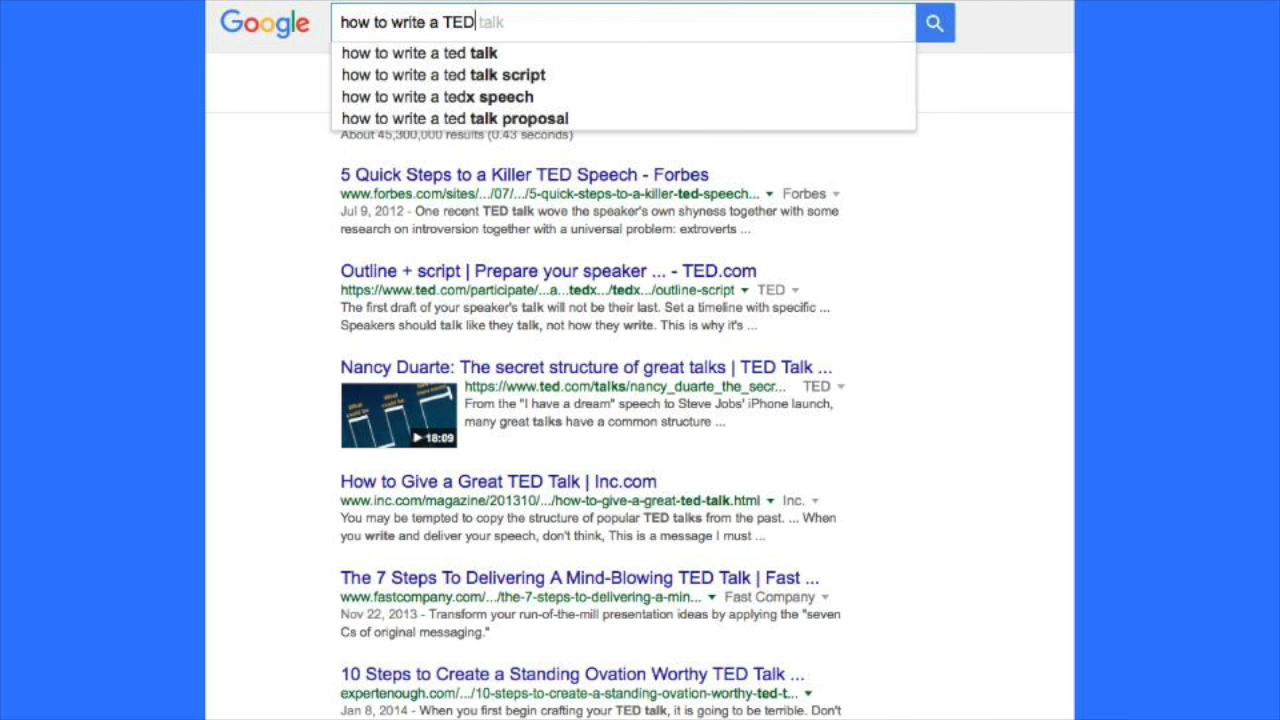 Google
how to write a TED talk
how to write a ted talk
how to write a ted talk script
how to write a tedx speech
how to write a ted talk proposal
About 45,300,000 results (0.43 seconds)
5 Quick Steps to a Killer TED Speech - Forbes
www.forbes.com/sites/.../07/.../5-quick-steps-to-a-killer-ted-speech... ▼ Forbes ▼
Jul 9, 2012 - One recent TED talk wove the speaker's own shyness together with some
research on introversion together with a universal problem: extroverts ...
Outline + script | Prepare your speaker ... - TED.com
https://www.ted.com/participate/...a...tedx.../tedx.../outline-script ▼ TED ▼
The first draft of your speaker's talk will not be their last. Set a timeline with specific ...
Speakers should talk like they talk, not how they write. This is why it's ...
Nancy Duarte: The secret structure of great talks | TED Talk ...
https://www.ted.com/talks/nancy_duarte_the_secr... TED ▼
From the "I have a dream" speech to Steve Jobs' iPhone launch,
many great talks have a common structure ...
What
could be
What
could be
18:09
How to Give a Great TED Talk | Inc.com
www.inc.com/magazine/201310/.../how-to-give-a-great-ted-talk.html ▼ Inc. ▼
You may be tempted to copy the structure of popular TED talks from the past. ... When
you write and deliver your speech, don't think, This is a message I must ...
The 7 Steps To Delivering A Mind-Blowing TED Talk | Fast ...
www.fastcompany.com/.../the-7-steps-to-delivering-a-min... ▼ Fast Company ▼
Nov 22, 2013 - Transform your run-of-the-mill presentation ideas by applying the "seven
Cs of original messaging."
10 Steps to Create a Standing Ovation Worthy TED Talk ...
expertenough.com/.../10-steps-to-create-a-standing-ovation-worthy-ted-t... ▼
Jan 8, 2014 - When you first begin crafting your TED talk, it is going to be terrible. Don't